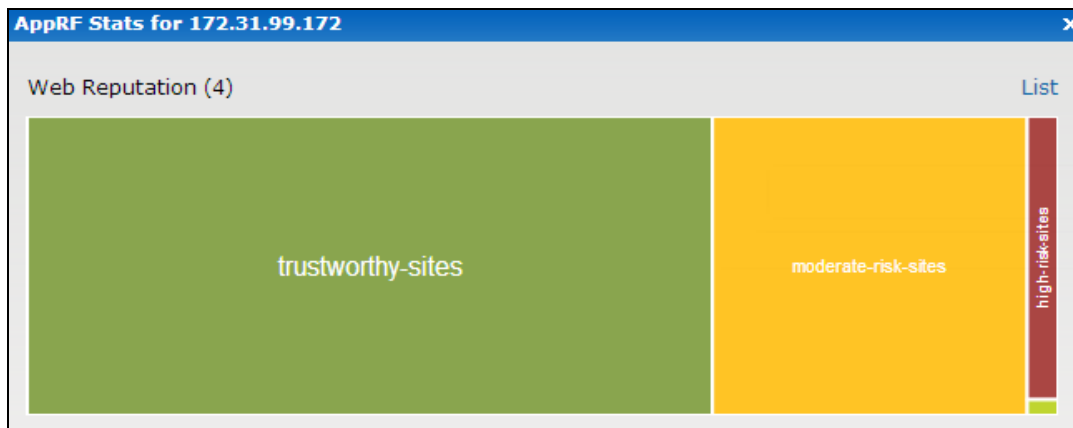 AppRF Stats for 172.31.99.172
x
Web Reputation (4)
List
trustworthy-sites
moderate-risk-sites
high-risk-sites